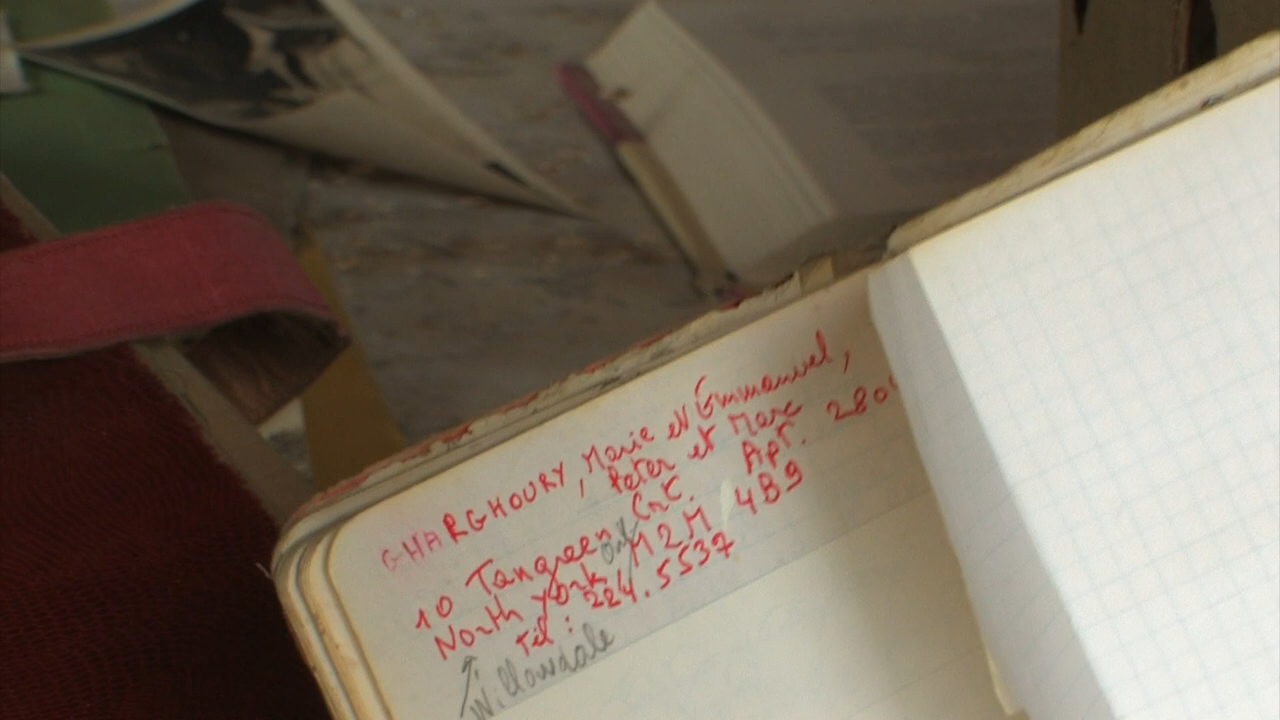 GHARGHOURY, Marie et Emmanuel,
Peter et Marc
10 Tangreen Crt. Apt. 280
North York Ont M2M 4B9
Tél : 224.5537
Willowdale